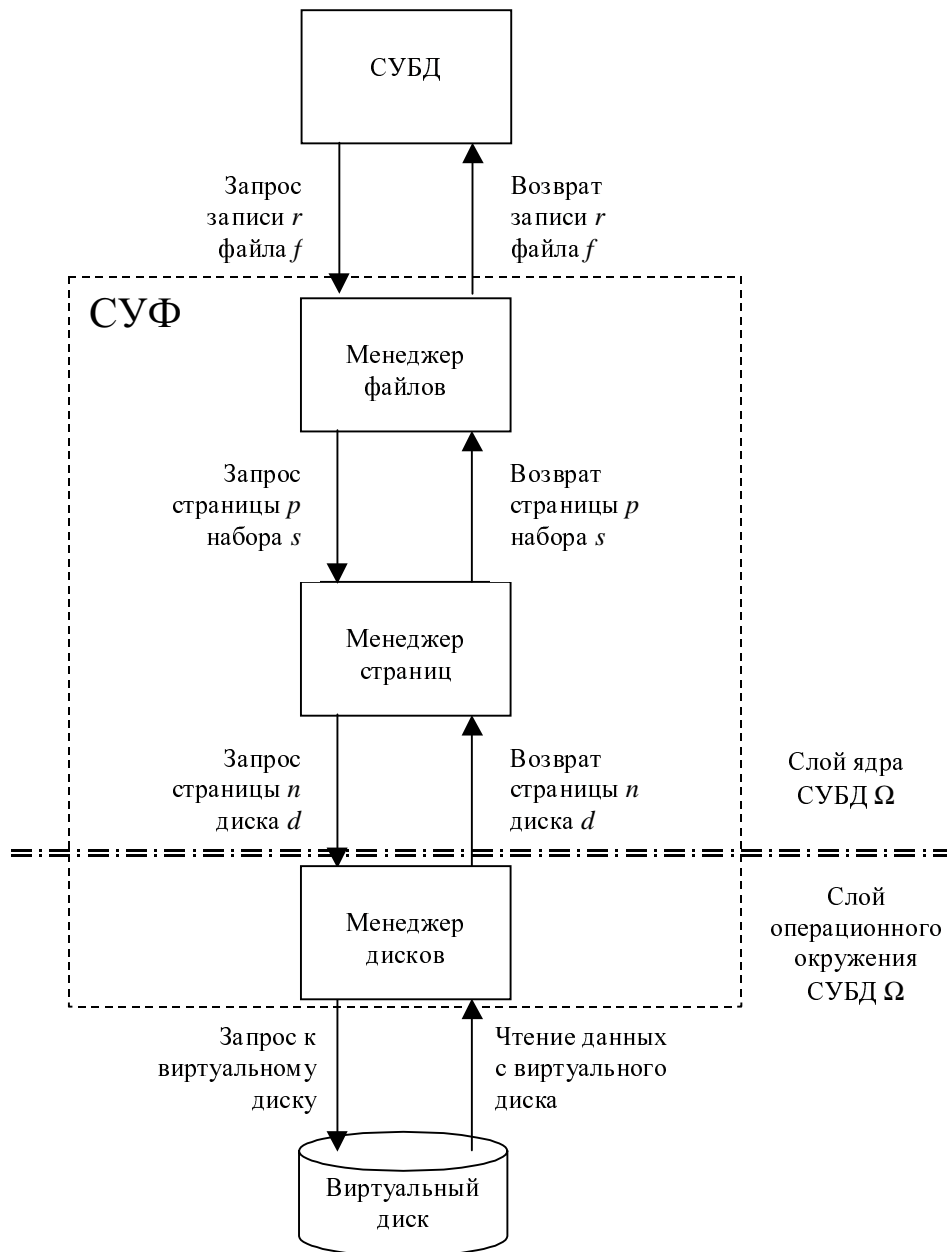 СУБД
Запрос
записи r
файла f
Возврат
записи r
файла f
СУФ
Менеджер
файлов
Запрос
страницы p
набора s
Возврат
страницы p
набора s
Менеджер
страниц
Запрос
страницы n
диска d
Возврат
страницы n
диска d
Слой ядра
СУБД Ω
Менеджер
дисков
Слой
операционного
окружения
СУБД Ω
Запрос к
виртуальному
диску
Чтение данных
с виртуального
диска
Виртуальный
диск